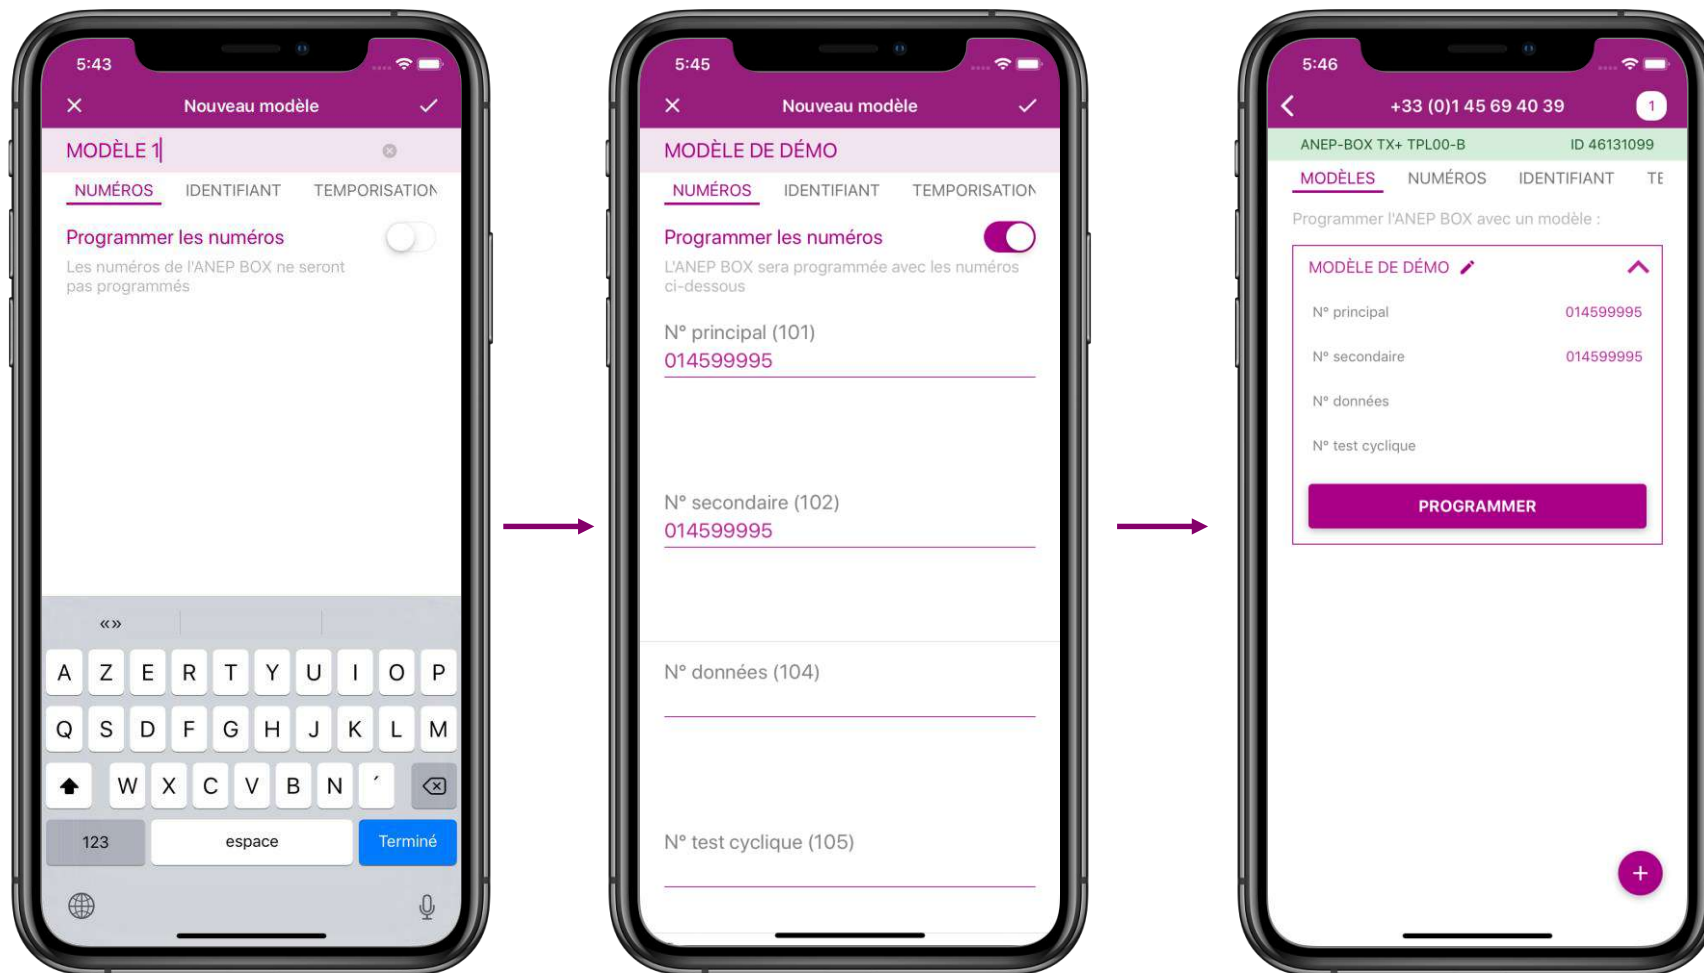 5:43
Nouveau modèle
MODÈLE 1
NUMÉROS IDENTIFIANT TEMPORISATION
Programmer les numéros
Les numéros de l'ANEP BOX ne seront
pas programmés
«»
A Z E R T Y U I O P
Q S D F G H J K L M
W X C V B N ´
123 espace Terminé
5:45
Nouveau modèle
MODÈLE DE DÉMO
NUMÉROS IDENTIFIANT TEMPORISATION
Programmer les numéros
L'ANEP BOX sera programmée avec les numéros
ci-dessous
N° principal (101)
014599995
N° secondaire (102)
014599995
N° données (104)
N° test cyclique (105)
5:46
+33 (0)1 45 69 40 39 1
ANEP-BOX TX+ TPL00-B ID 46131099
MODÈLES NUMÉROS IDENTIFIANT TE
Programmer l'ANEP BOX avec un modèle :
MODÈLE DE DÉMO
N° principal 014599995
N° secondaire 014599995
N° données
N° test cyclique
PROGRAMMER
+